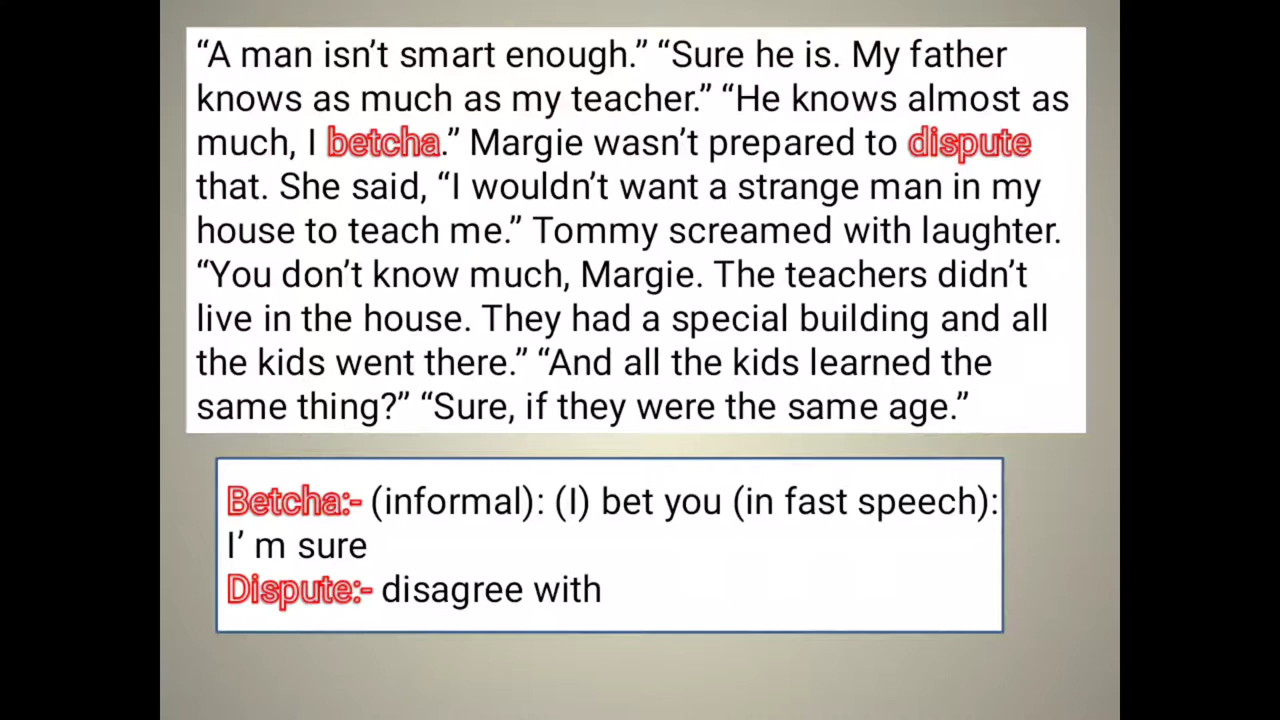 “A man isn’t smart enough.” “Sure he is. My father
knows as much as my teacher.” “He knows almost as
much, I betcha.” Margie wasn’t prepared to dispute
that. She said, “I wouldn’t want a strange man in my
house to teach me.” Tommy screamed with laughter.
“You don’t know much, Margie. The teachers didn’t
live in the house. They had a special building and all
the kids went there.” “And all the kids learned the
same thing?” “Sure, if they were the same age.”
Betcha:- (informal): (I) bet you (in fast speech):
I’ m sure
Dispute:- disagree with